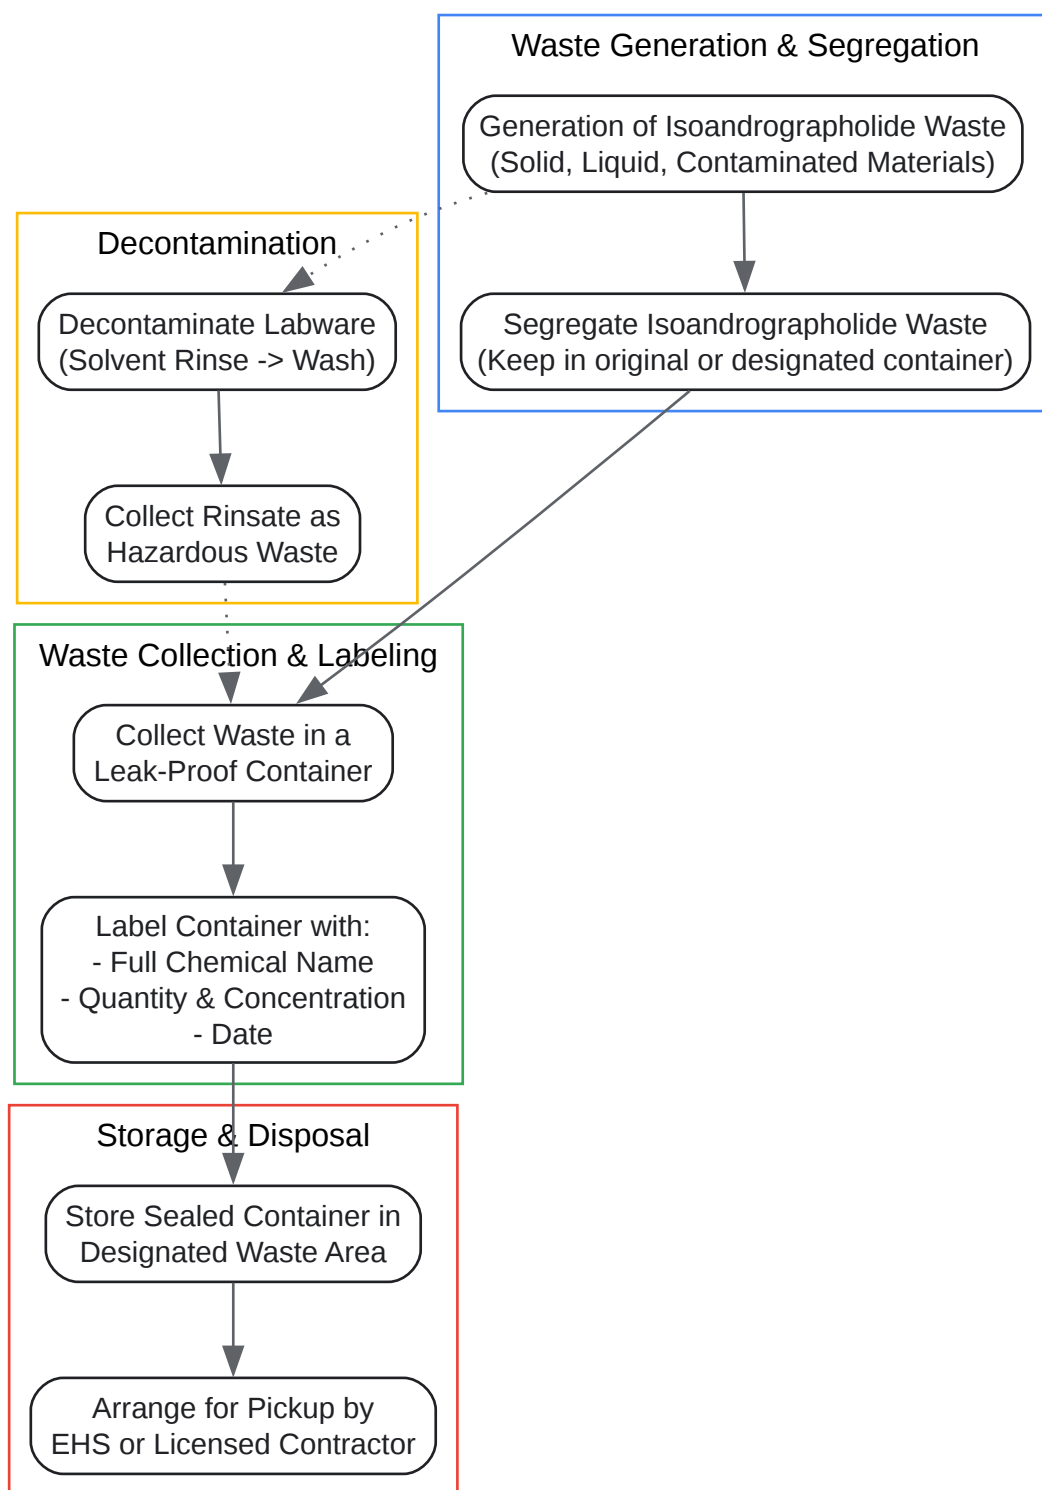 Waste Generation & Segregation
Generation of Isoandrographolide Waste
(Solid, Liquid, Contaminated Materials)
Segregate Isoandrographolide Waste
(Keep in original or designated container)
Decontamination
Decontaminate Labware
(Solvent Rinse -> Wash)
Collect Rinsate as
Hazardous Waste
Waste Collection & Labeling
Collect Waste in a
Leak-Proof Container
Label Container with:
- Full Chemical Name
- Quantity & Concentration
- Date
Storage & Disposal
Store Sealed Container in
Designated Waste Area
Arrange for Pickup by
EHS or Licensed Contractor